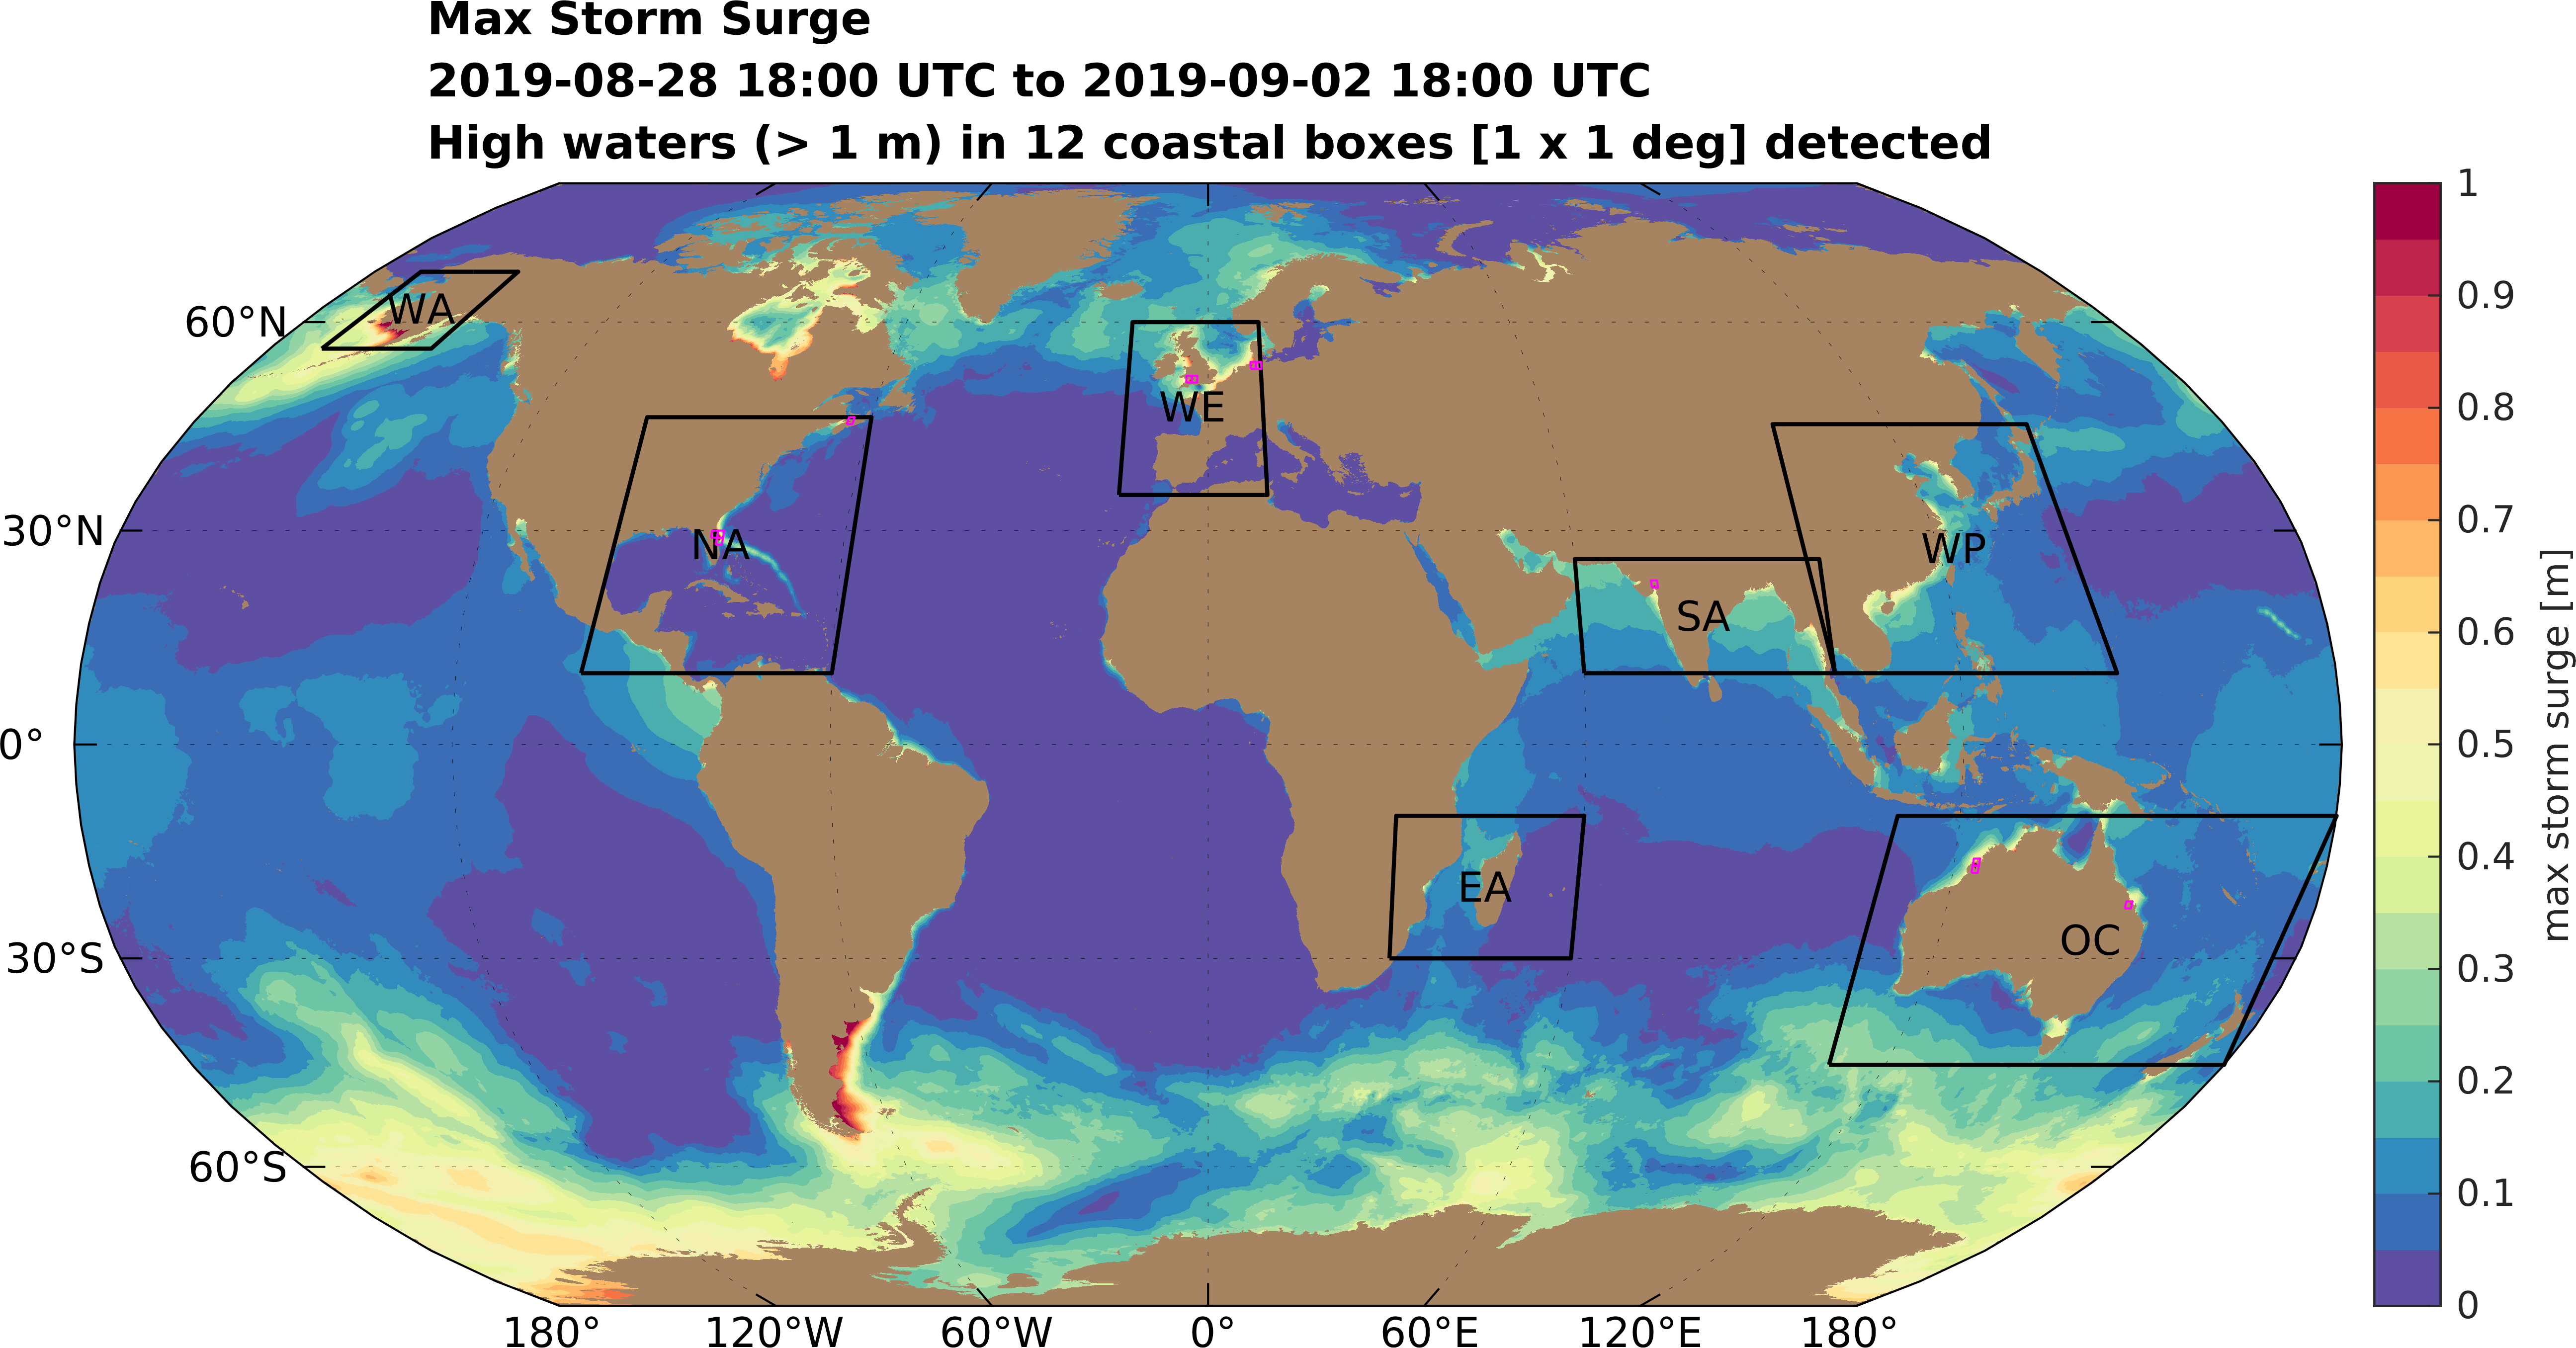 Max Storm Surge
2019-08-28 18:00 UTC to 2019-09-02 18:00 UTC
High waters (> 1 m) in 12 coastal boxes [1 x 1 deg] detected
60°N
30°N
0°
30°S
60°S
WA
NA
WE
SA
WP
EA
OC
180°
120°W
60°W
0°
60°E
120°E
180°
1
0.9
0.8
0.7
0.6
0.5
0.4
0.3
0.2
0.1
0
max storm surge [m]